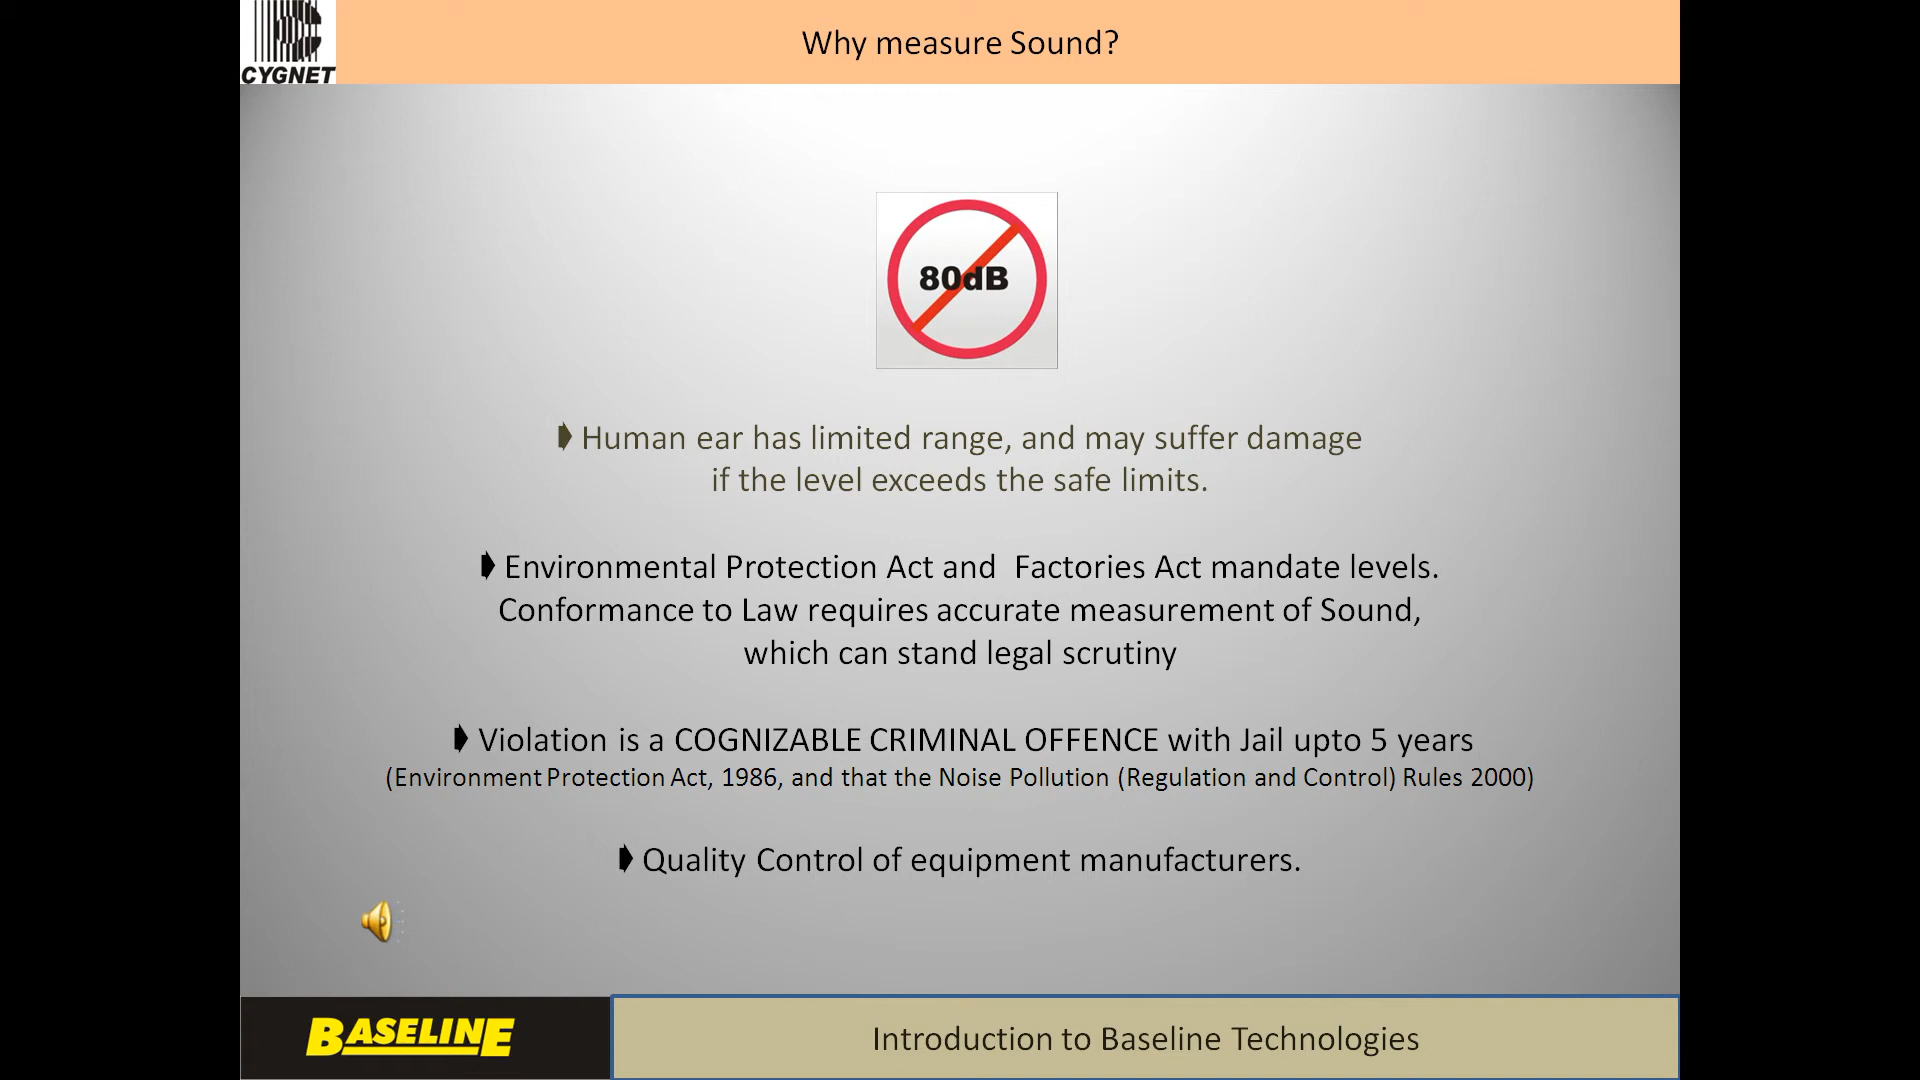 CYGNET
Why measure Sound?
80dB
Human ear has limited range, and may suffer damage
if the level exceeds the safe limits.
Environmental Protection Act and  Factories Act mandate levels.
Conformance to Law requires accurate measurement of Sound,
which can stand legal scrutiny
Violation is a COGNIZABLE CRIMINAL OFFENCE with Jail upto 5 years
(Environment Protection Act, 1986, and that the Noise Pollution (Regulation and Control) Rules 2000)
Quality Control of equipment manufacturers.
BASELINE
Introduction to Baseline Technologies